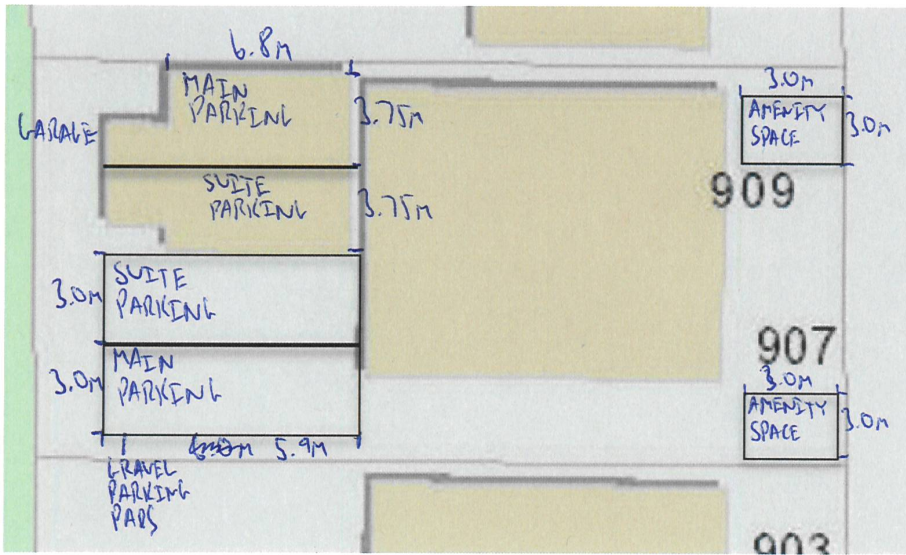 6.8M
MAIN
PARKING
3.75M
GARAGE
SUITE
PARKING
3.75M
3.0M
AMENITY
SPACE
3.0M
909
SUITE
PARKING
3.0M
MAIN
PARKING
3.0M
5.9M
GRAVEL
PARKING
PADS
907
3.0M
AMENITY
SPACE
3.0M
903